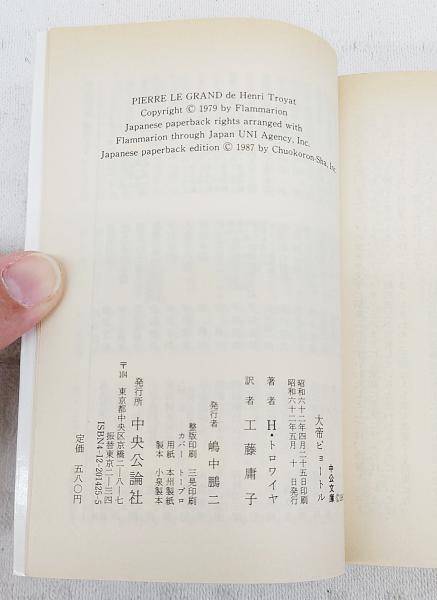 PIERRE LE GRAND de Henri Troyat
Copyright © 1979 by Flammarion
Japanese paperback rights arranged with
Flammarion through Japan UNI Agency, Inc.
Japanese paperback edition © 1987 by Chuokoron-Sha, Inc.
中公文庫
大帝ピョートル
昭和六十二年四月二十五日印刷
昭和六十二年五月 十 日発行
著者 H・トロワイヤ
訳者 工藤庸子
発行者 嶋中鵬二
整版印刷 三晃印刷
カバー トープロ
用紙 本州製紙
製本 小泉製本
発行所 中央公論社
〒104 東京都中央区京橋二―八―七
振替東京二―三四
ISBN4-12-201425-5
定価 五八〇円